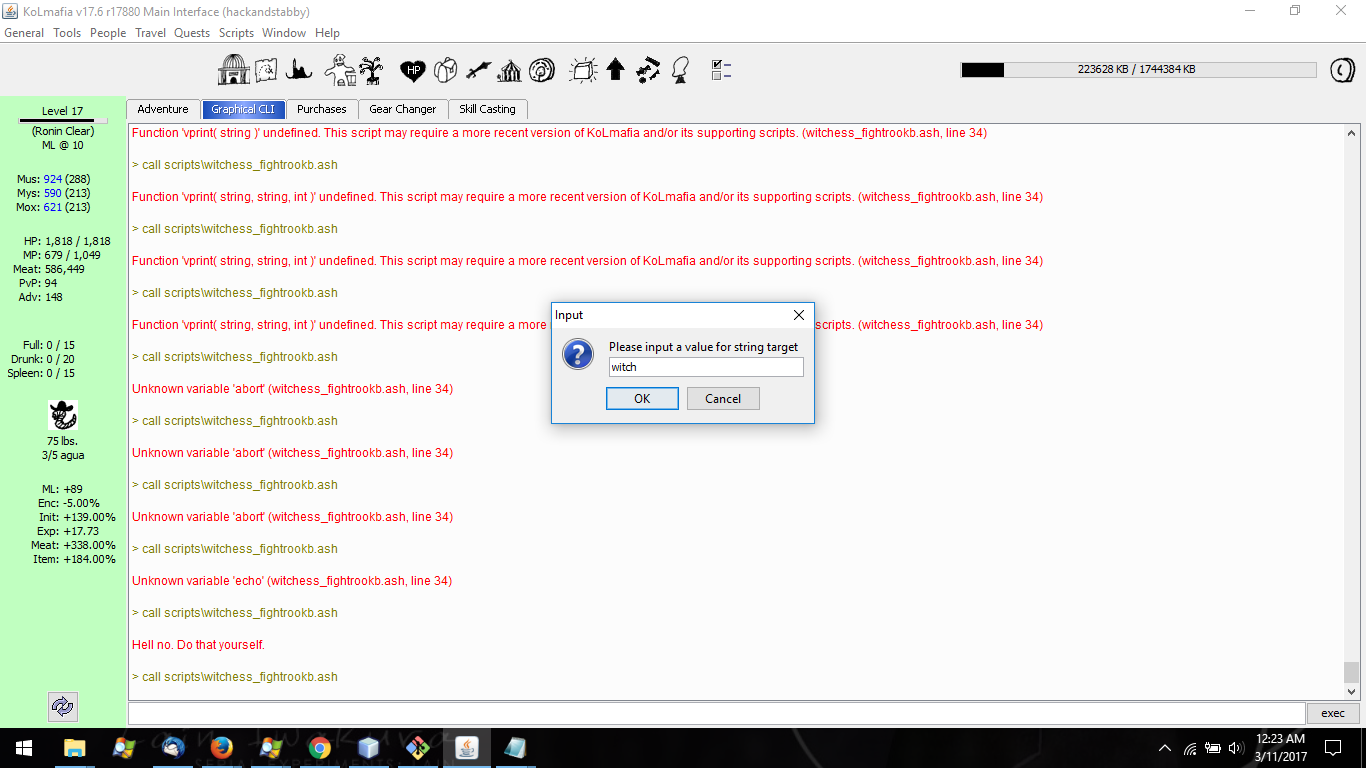 KoLmafia v17.6 r17880 Main Interface (hackandstabby)
General Tools People Travel Quests Scripts Window Help
HP
223628 KB / 1744384 KB
Adventure Graphical CLI Purchases Gear Changer Skill Casting
Level 17
(Ronin Clear)
ML @ 10
Mus: 924 (288)
Mys: 590 (213)
Mox: 621 (213)
HP: 1,818 / 1,818
MP: 679 / 1,049
Meat: 586,449
PvP: 94
Adv: 148
Full: 0 / 15
Drunk: 0 / 20
Spleen: 0 / 15
75 lbs.
3/5 agua
ML: +89
Enc: -5.00%
Init: +139.00%
Exp: +17.73
Meat: +338.00%
Item: +184.00%
Function 'vprint( string )' undefined. This script may require a more recent version of KoLmafia and/or its supporting scripts. (witchess_fightrookb.ash, line 34)
> call scripts\witchess_fightrookb.ash
Function 'vprint( string, string, int )' undefined. This script may require a more recent version of KoLmafia and/or its supporting scripts. (witchess_fightrookb.ash, line 34)
> call scripts\witchess_fightrookb.ash
Function 'vprint( string, string, int )' undefined. This script may require a more recent version of KoLmafia and/or its supporting scripts. (witchess_fightrookb.ash, line 34)
> call scripts\witchess_fightrookb.ash
Function 'vprint( string, string, int )' undefined. This script may require a more scripts. (witchess_fightrookb.ash, line 34)
> call scripts\witchess_fightrookb.ash
Unknown variable 'abort' (witchess_fightrookb.ash, line 34)
> call scripts\witchess_fightrookb.ash
Unknown variable 'abort' (witchess_fightrookb.ash, line 34)
> call scripts\witchess_fightrookb.ash
Unknown variable 'abort' (witchess_fightrookb.ash, line 34)
> call scripts\witchess_fightrookb.ash
Unknown variable 'echo' (witchess_fightrookb.ash, line 34)
> call scripts\witchess_fightrookb.ash
Hell no. Do that yourself.
> call scripts\witchess_fightrookb.ash
Input
Please input a value for string target
witch
OK Cancel
exec
12:23 AM
3/11/2017